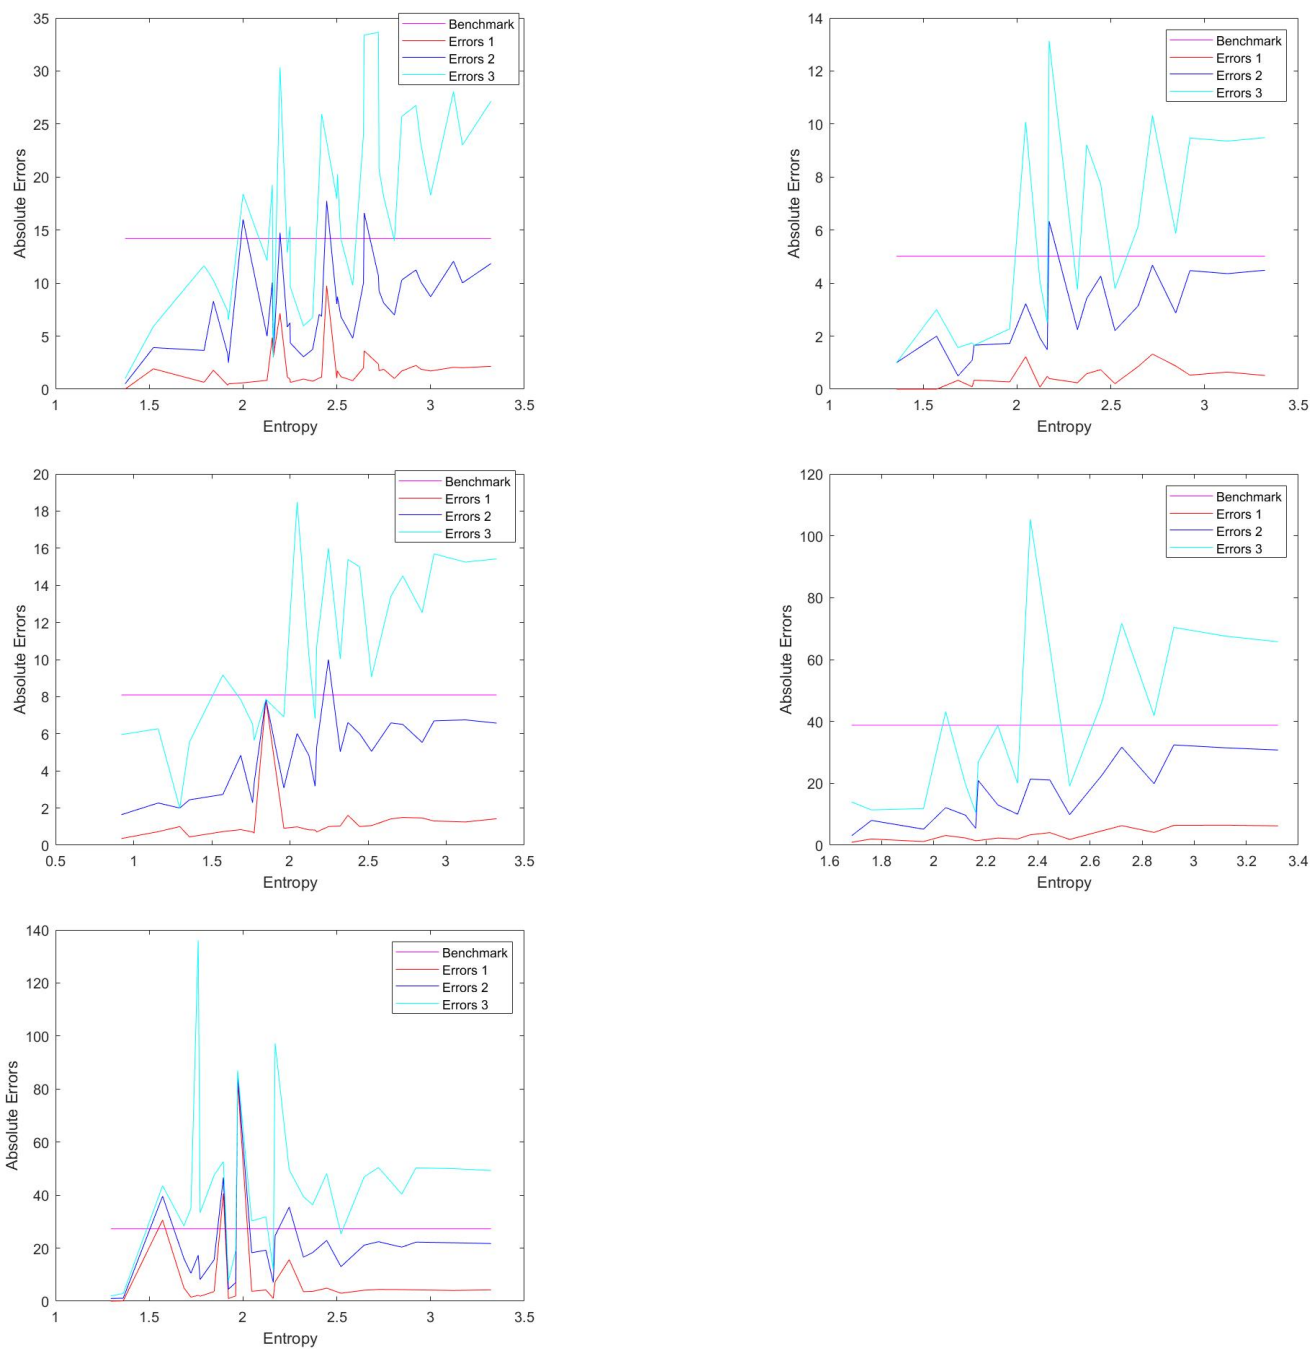 35
30
25
20
15
10
5
0
Absolute Errors
1 1.5 2 2.5 3 3.5
Entropy
Benchmark
Errors 1
Errors 2
Errors 3
14
12
10
8
6
4
2
0
Absolute Errors
1 1.5 2 2.5 3 3.5
Entropy
Benchmark
Errors 1
Errors 2
Errors 3
20
18
16
14
12
10
8
6
4
2
0
Absolute Errors
0.5 1 1.5 2 2.5 3 3.5
Entropy
Benchmark
Errors 1
Errors 2
Errors 3
120
100
80
60
40
20
0
Absolute Errors
1.6 1.8 2 2.2 2.4 2.6 2.8 3 3.2 3.4
Entropy
Benchmark
Errors 1
Errors 2
Errors 3
140
120
100
80
60
40
20
0
Absolute Errors
1 1.5 2 2.5 3 3.5
Entropy
Benchmark
Errors 1
Errors 2
Errors 3